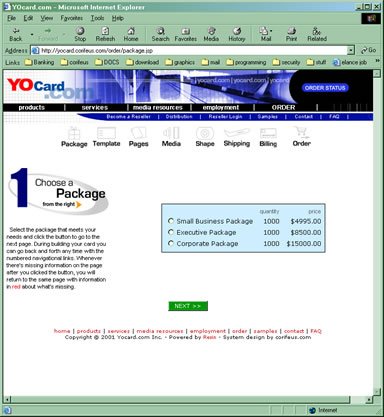 YOcard.com - Microsoft Internet Explorer
File Edit View Favorites Tools Help
Back Forward Stop Refresh Home Search Favorites Media History Mail Print Related
Address http://yocard.confeus.com/order/package.jsp Go
Links Banking confeus DOCS download graphics mail programming security stuff elance job
YOcard.com
yocard.com | yocard.com | yocard.com
ORDER STATUS
products services media resources employment ORDER
Become a Reseller | Distribution | Reseller Login | Samples | Contact | FAQ |
Package Template Pages Media Shape Shipping Billing Order
1 Choose a
Package
from the right
Select the package that meets your
needs and click the button to go to the
next page. During building your card you
can go back and forth any time with the
numbered navigational links. Whenever
there's missing information on the page
after you clicked the button, you will
return to the same page with information
in red about what's missing.
quantity price
Small Business Package 1000 $4995.00
Executive Package 1000 $8500.00
Corporate Package 1000 $15000.00
NEXT >>
home | products | services | media resources | employment | order | samples | contact | FAQ
Copyright © 2001 Yocard.com Inc. - Powered by Resin - System design by confeus.com
Internet